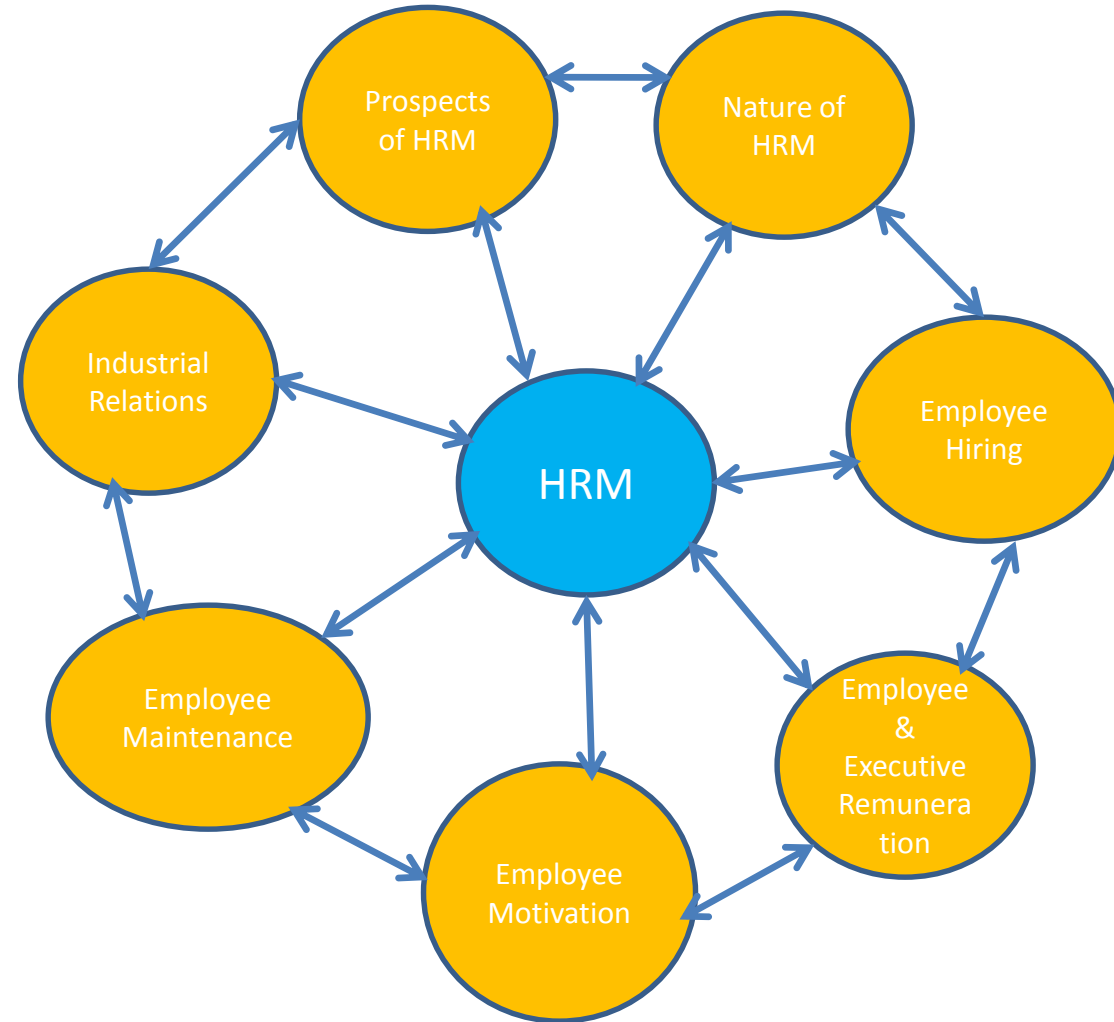 Prospects
of HRM
Nature of
HRM
Industrial
Relations
Employee
Hiring
HRM
Employee
Maintenance
Employee
&
Executive
Remunera
tion
Employee
Motivation